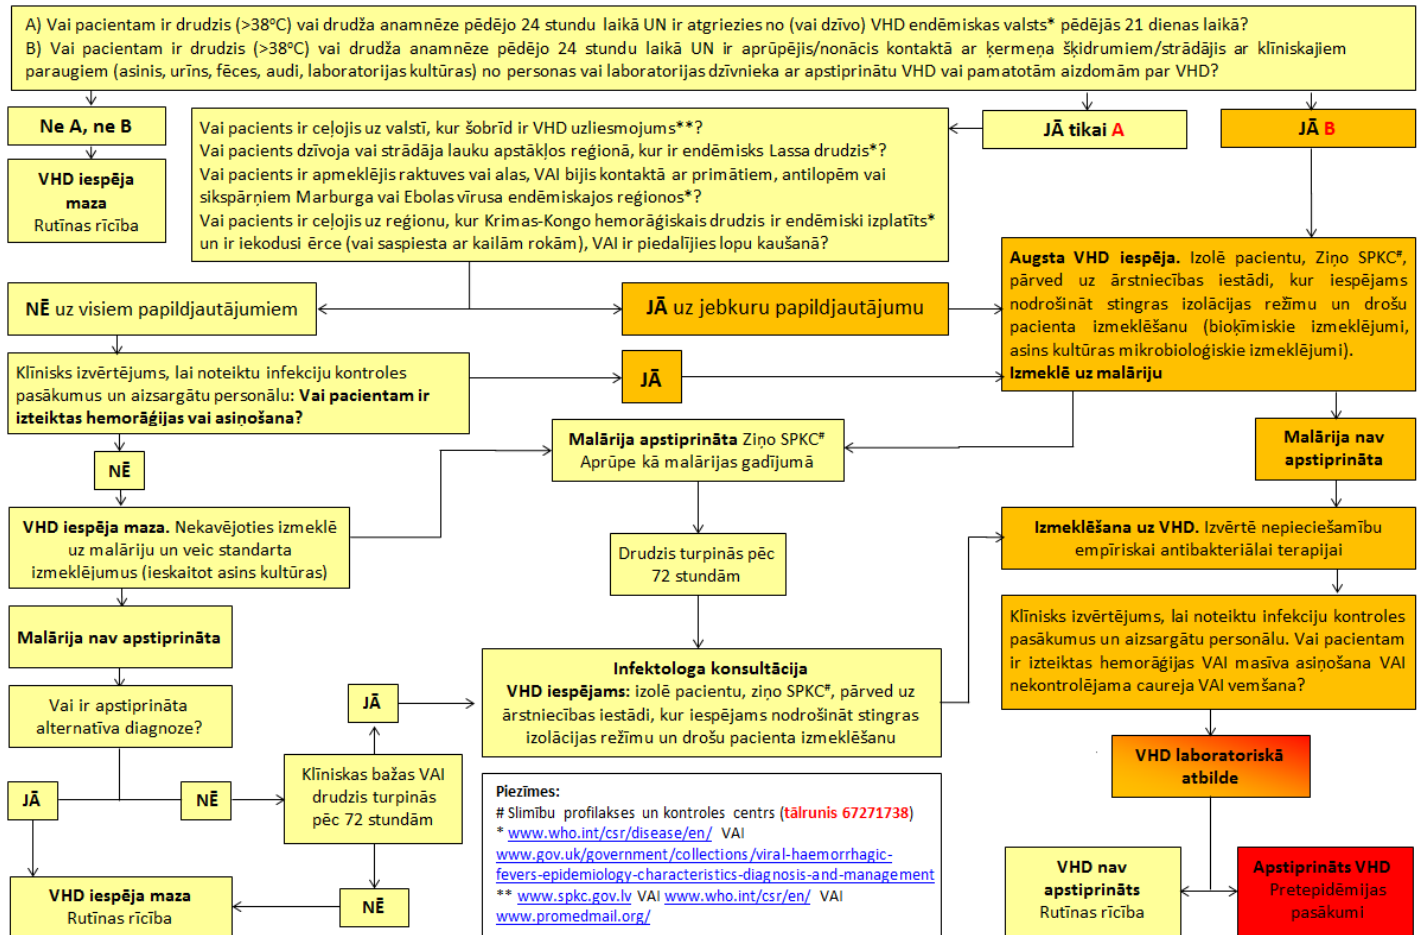 A) Vai pacientam ir drudzis (>38ºC) vai drudža anamnēze pēdējo 24 stundu laikā UN ir atgriezies no (vai dzīvo) VHD endēmiskas valsts* pēdējās 21 dienas laikā?
B) Vai pacientam ir drudzis (>38ºC) vai drudža anamnēze pēdējo 24 stundu laikā UN ir aprūpējis/nonācis kontaktā ar ķermeņa šķidrumiem/strādājis ar klīniskajiem
paraugiem (asinis, urīns, fēces, audi, laboratorijas kultūras) no personas vai laboratorijas dzīvnieka ar apstiprinātu VHD vai pamatotām aizdomām par VHD?
Ne A, ne B
VHD iespēja
maza
Rutīnas rīcība
Vai pacients ir ceļojis uz valstī, kur šobrīd ir VHD uzliesmojums**?
Vai pacients dzīvoja vai strādāja lauku apstākļos reģionā, kur ir endēmisks Lassa drudzis*?
Vai pacients ir apmeklējis raktuves vai alas, VAI bijis kontaktā ar primātiem, antilopēm vai
sikspārņiem Marburga vai Ebolas vīrusa endēmiskajos reģionos*?
Vai pacients ir ceļojis uz reģionu, kur Krimas-Kongo hemorāģiskais drudzis ir endēmiski izplatīts*
un ir iekodusi ērce (vai saspiesta ar kailām rokām), VAI ir piedalījies lopu kaušanā?
JĀ tikai A
JĀ B
Augsta VHD iespēja. Izolē pacientu, Ziņo SPKC#,
pārved uz ārstniecības iestādi, kur iespējams
nodrošināt stingras izolācijas režīmu un drošu
pacienta izmeklēšanu (bioķīmiskie izmeklējumi,
asins kultūras mikrobioloģiskie izmeklējumi).
Izmeklē uz malāriju
NĒ uz visiem papildjautājumiem
JĀ uz jebkuru papildjautājumu
Klīnisks izvērtējums, lai noteiktu infekciju kontroles
pasākumus un aizsargātu personālu: Vai pacientam ir
izteiktas hemorāģijas vai asiņošana?
JĀ
NĒ
Malārija apstiprināta Ziņo SPKC#
Aprūpe kā malārijas gadījumā
Malārija nav
apstiprināta
VHD iespēja maza. Nekavējoties izmeklē
uz malāriju un veic standarta
izmeklējumus (ieskaitot asins kultūras)
Drudzis turpinās pēc
72 stundām
Izmeklēšana uz VHD. Izvērtē nepieciešamību
empīriskai antibakteriālai terapijai
Malārija nav apstiprināta
Klīnisks izvērtējums, lai noteiktu infekciju kontroles
pasākumus un aizsargātu personālu. Vai pacientam
ir izteiktas hemorāģijas VAI masīva asiņošana VAI
nekontrolējama caureja VAI vemšana?
Infektologa konsultācija
VHD iespējams: izolē pacientu, ziņo SPKC#, pārved uz
ārstniecības iestādi, kur iespējams nodrošināt stingras
izolācijas režīmu un drošu pacienta izmeklēšanu
Vai ir apstiprināta
alternatīva diagnoze?
JĀ
JĀ
NĒ
Klīniskas bažas VAI
drudzis turpinās
pēc 72 stundām
NĒ
VHD iespēja maza
Rutīnas rīcība
Piezīmes:
# Slimību profilakses un kontroles centrs (tālrunis 67271738)
* www.who.int/csr/disease/en/ VAI
www.gov.uk/government/collections/viral-haemorrhagic-
fevers-epidemiology-characteristics-diagnosis-and-management
** www.spkc.gov.lv VAI www.who.int/csr/en/ VAI
www.promedmail.org/
VHD laboratoriskā
atbilde
VHD nav
apstiprināts
Rutīnas rīcība
Apstiprināts VHD
Pretepidēmijas
pasākumi